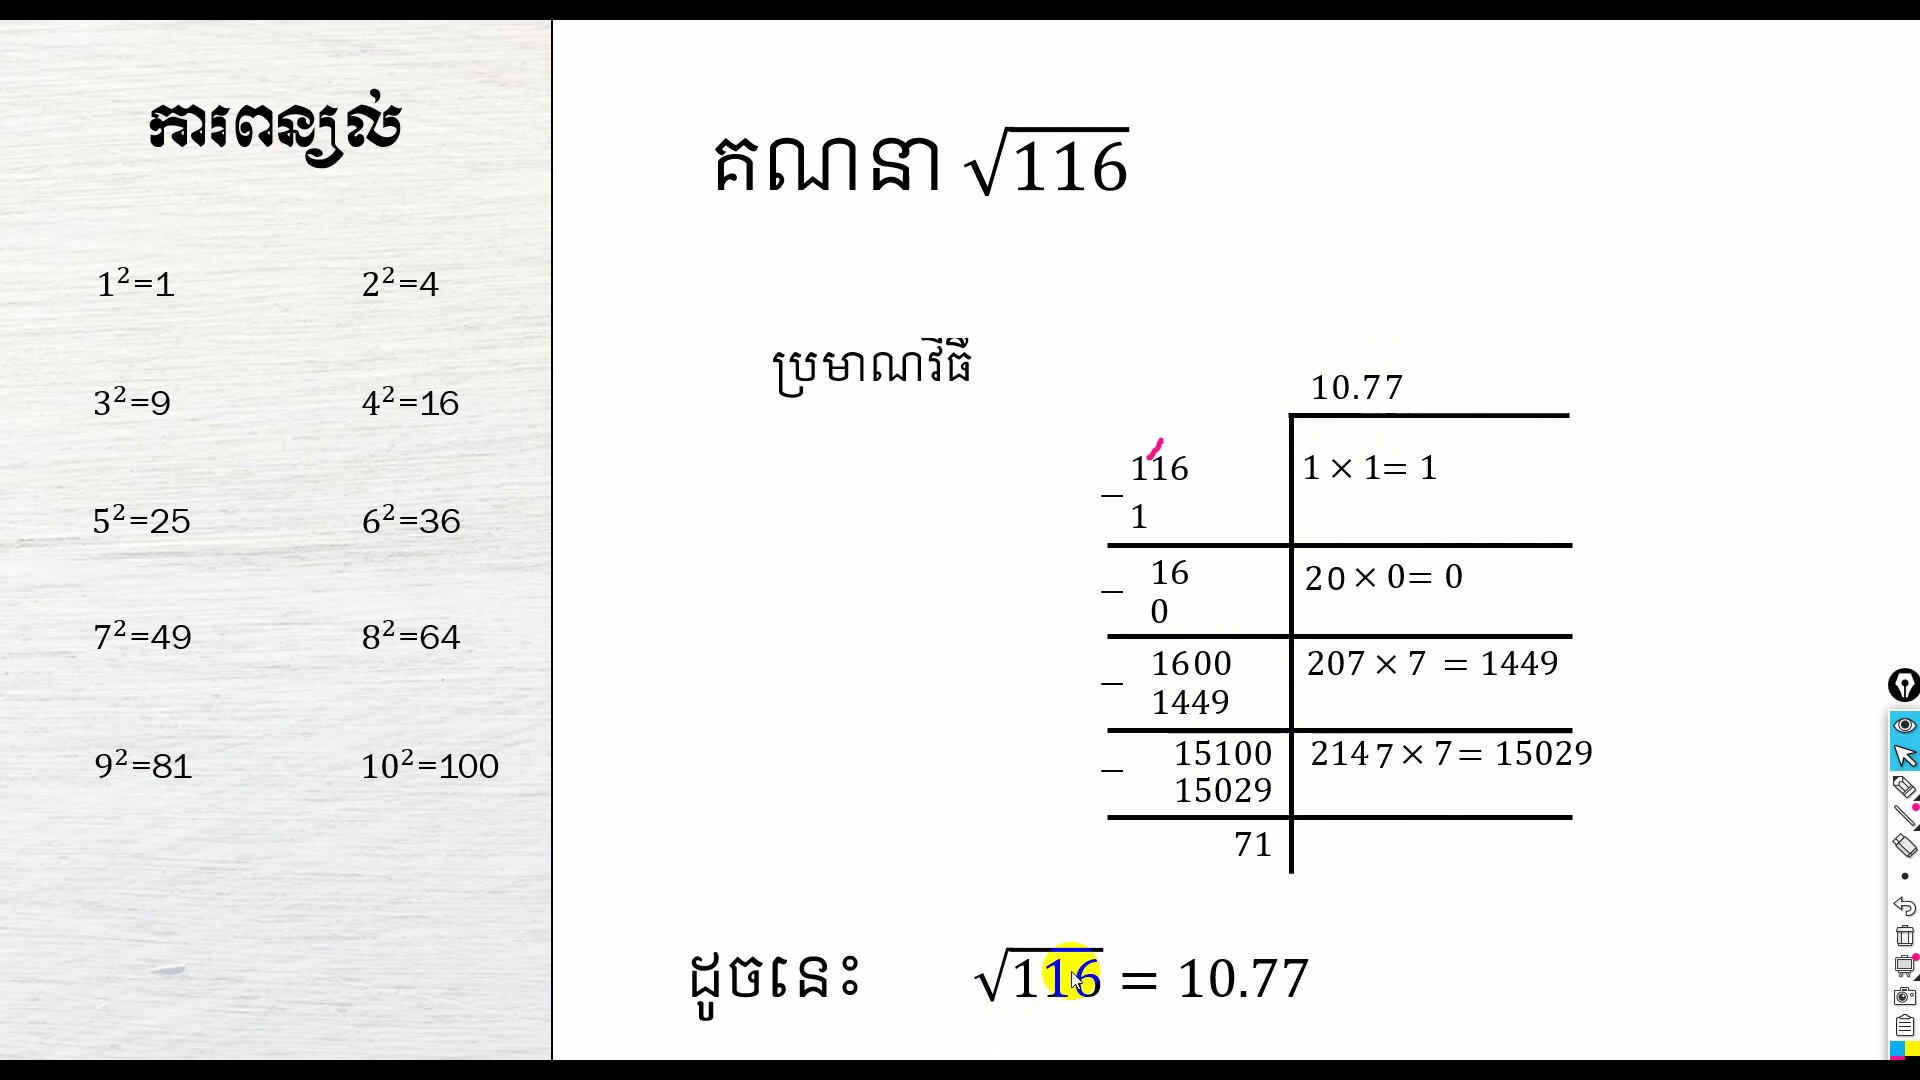 ការពន្យល់
1²=1 2²=4
3²=9 4²=16
5²=25 6²=36
7²=49 8²=64
9²=81 10²=100
គណនា √116
ប្រមាណវិធី
10.77
116 1 × 1= 1
−
1
16 20 × 0= 0
−
0
1600 207 × 7 = 1449
−
1449
15100 2147 × 7 = 15029
−
15029
71
ដូចនេះ √116 = 10.77